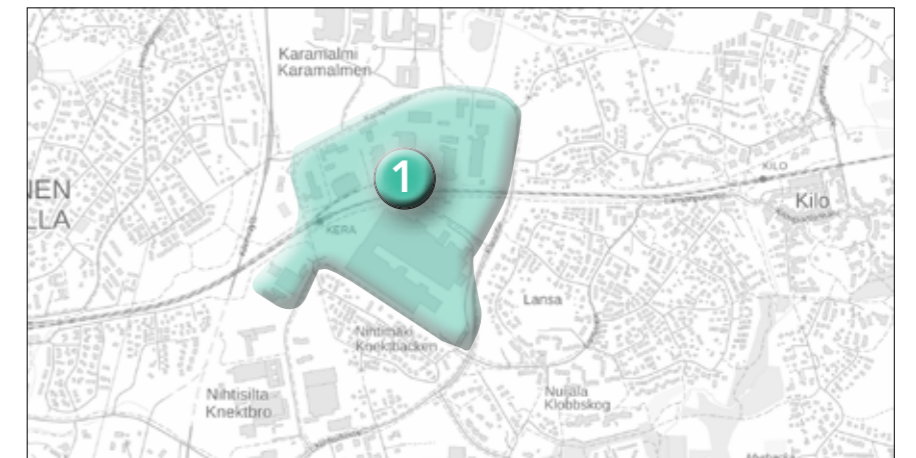 Karamalmi
Karamalmen
1
KILO
NEN
LLA
Kilo
KERA
Lansa
Nihtimäki
Knektbacken
Nihtisilta
Knektbro
Nuijala
Klobbskog